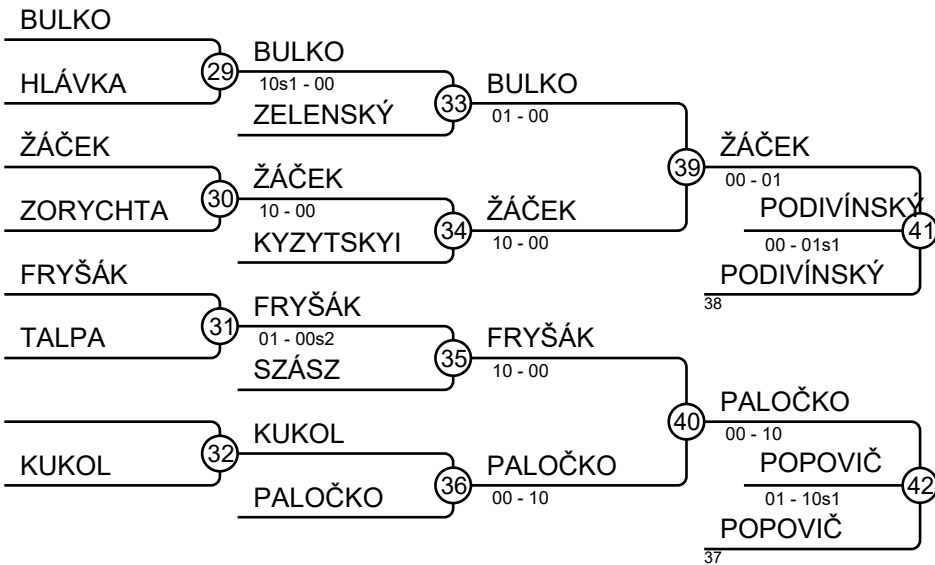 BULKO
29
HLÁVKA
BULKO
10s1 - 00
33
ZELENSKÝ
BULKO
01 - 00
39
ŽÁČEK
30
ZORYCHTA
ŽÁČEK
10 - 00
34
KYZYTSKYI
ŽÁČEK
10 - 00
ŽÁČEK
00 - 01
PODIVÍNSKÝ
41
00 - 01s1
PODIVÍNSKÝ
38
FRYŠÁK
31
TALPA
FRYŠÁK
01 - 00s2
35
SZÁSZ
FRYŠÁK
10 - 00
40
32
KUKOL
KUKOL
36
PALOČKO
PALOČKO
00 - 10
PALOČKO
00 - 10
POPOVIČ
42
01 - 10s1
POPOVIČ
37